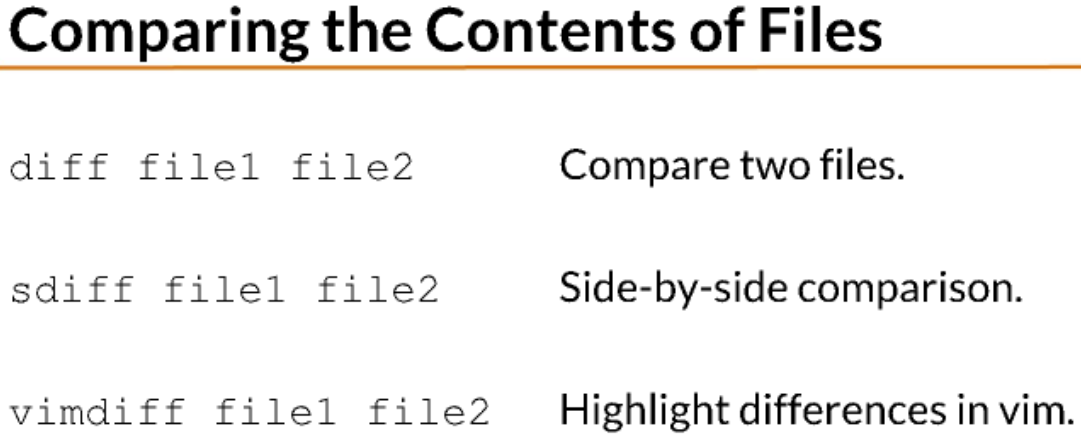 Comparing the Contents of Files
diff file1 file2 Compare two files.
sdiff file1 file2 Side-by-side comparison.
vimdiff file1 file2 Highlight differences in vim.